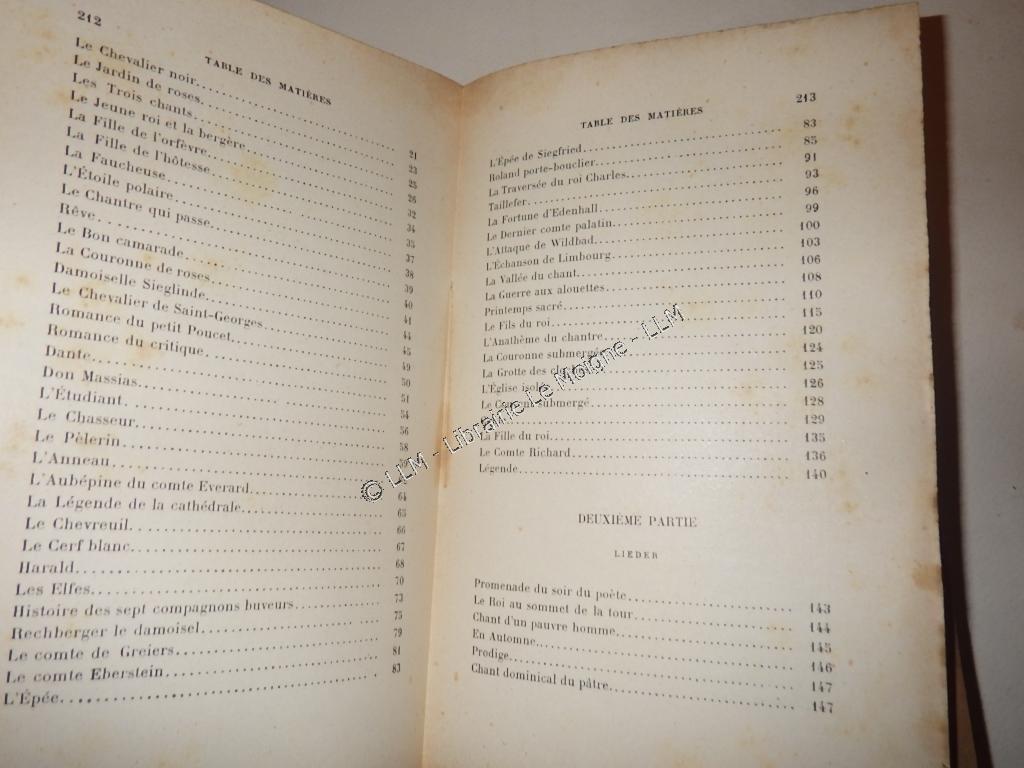 212
TABLE DES MATIÈRES
Le Chevalier noir 21
Le Jardin de roses 23
Les Trois chants 25
Le Jeune roi et la bergère 26
La Fille de l'orfèvre 32
La Fille de l'hôtesse 34
La Faucheuse 35
L'Étoile polaire 37
Le Chantre qui passe 38
Rêve 39
Le Bon camarade 40
La Couronne de roses 41
Damoiselle Sieglinde 44
Le Chevalier de Saint-Georges 45
Romance du petit Poucet 49
Romance du critique 50
Dante 51
Don Massias 54
L'Étudiant 56
Le Chasseur 58
Le Pèlerin 59
L'Anneau
L'Aubépine du comte Everard 64
La Légende de la cathédrale 65
Le Chevreuil 66
Le Cerf blanc 67
Harald 68
Les Elfes 70
Histoire des sept compagnons buveurs 73
Rechberger le damoisel 75
Le comte de Greiers 79
Le comte Eberstein 81
L'Épée 83
TABLE DES MATIÈRES
213
L'Épée de Siegfried 83
Roland porte-bouclier 85
La Traversée du roi Charles 91
Taillefer 93
La Fortune d'Edenhall 96
Le Dernier comte palatin 99
L'Attaque de Wildbad 100
L'Échanson de Limbourg 103
La Vallée du chant 106
La Guerre aux alouettes 108
Printemps sacré 110
Le Fils du roi 115
L'Anathème du chantre 120
La Couronne submergée 124
La Grotte des 125
L'Église isolée 126
Le Couvent submergé 128
129
La Fille du roi 135
Le Comte Richard 136
Légende 140
DEUXIÈME PARTIE
LIEDER
Promenade du soir du poète 143
Le Roi au sommet de la tour 144
Chant d'un pauvre homme 145
En Automne 146
Prodige 147
Chant dominical du pâtre 147
© LLM - Librairie Le Moigne - LLM